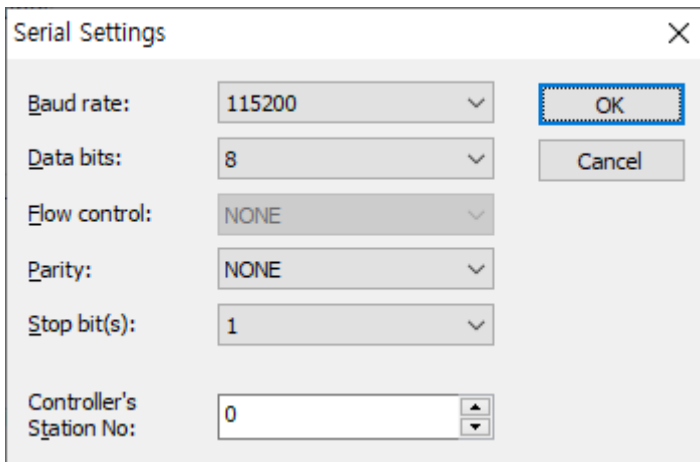 Serial Settings
Baud rate: 115200 OK
Data bits: 8 Cancel
Flow control: NONE
Parity: NONE
Stop bit(s): 1
Controller's
Station No: 0